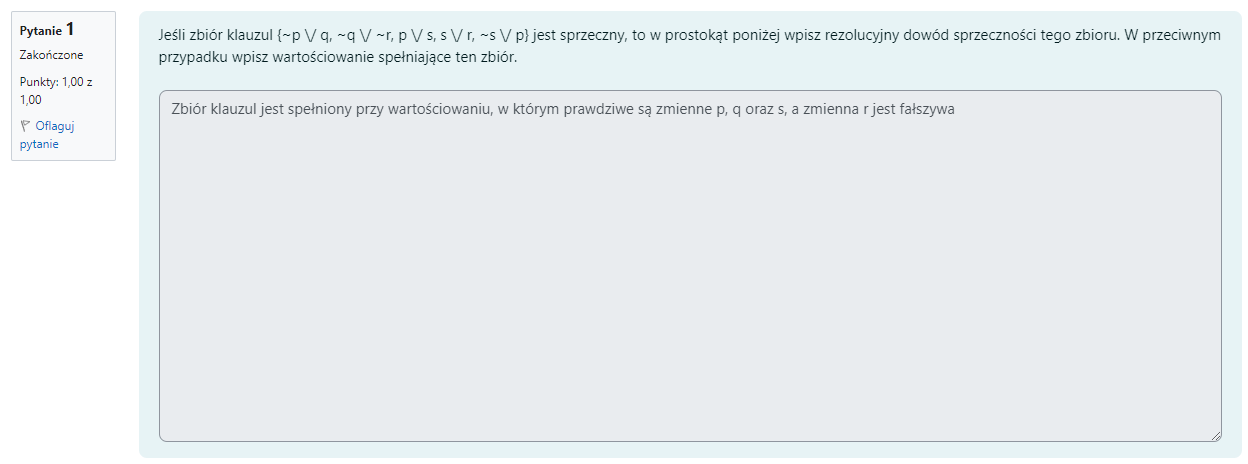 Pytanie 1
Zakończone
Punkty: 1,00 z
1,00
Oflaguj
pytanie
Jeśli zbiór klauzul {~p \/ q, ~q \/ ~r, p \/ s, s \/ r, ~s \/ p} jest sprzeczny, to w prostokąt poniżej wpisz rezolucyjny dowód sprzeczności tego zbioru. W przeciwnym
przypadku wpisz wartościowanie spełniające ten zbiór.
Zbiór klauzul jest spełniony przy wartościowaniu, w którym prawdziwe są zmienne p, q oraz s, a zmienna r jest fałszywa